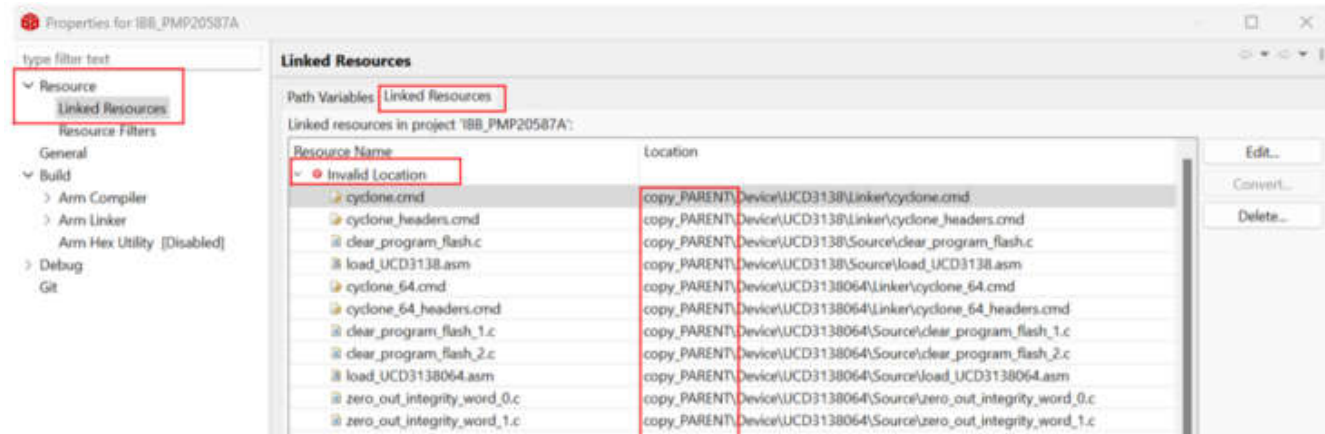 Properties for IBB_PMP20587A
type filter text
Resource
Linked Resources
Resource Filters
General
Build
Arm Compiler
Arm Linker
Arm Hex Utility [Disabled]
Debug
Git
Linked Resources
Path Variables Linked Resources
Linked resources in project 'IBB_PMP20587A':
Resource Name Location
Invalid Location
cyclone.cmd copy_PARENT\Device\UCD3138\Linker\cyclone.cmd
cyclone_headers.cmd copy_PARENT\Device\UCD3138\Linker\cyclone_headers.cmd
clear_program_flash.c copy_PARENT\Device\UCD3138\Source\clear_program_flash.c
load_UCD3138.asm copy_PARENT\Device\UCD3138\Source\load_UCD3138.asm
cyclone_64.cmd copy_PARENT\Device\UCD3138064\Linker\cyclone_64.cmd
cyclone_64_headers.cmd copy_PARENT\Device\UCD3138064\Linker\cyclone_64_headers.cmd
clear_program_flash_1.c copy_PARENT\Device\UCD3138064\Source\clear_program_flash_1.c
clear_program_flash_2.c copy_PARENT\Device\UCD3138064\Source\clear_program_flash_2.c
load_UCD3138064.asm copy_PARENT\Device\UCD3138064\Source\load_UCD3138064.asm
zero_out_integrity_word_0.c copy_PARENT\Device\UCD3138064\Source\zero_out_integrity_word_0.c
zero_out_integrity_word_1.c copy_PARENT\Device\UCD3138064\Source\zero_out_integrity_word_1.c
Edit...
Convert...
Delete...